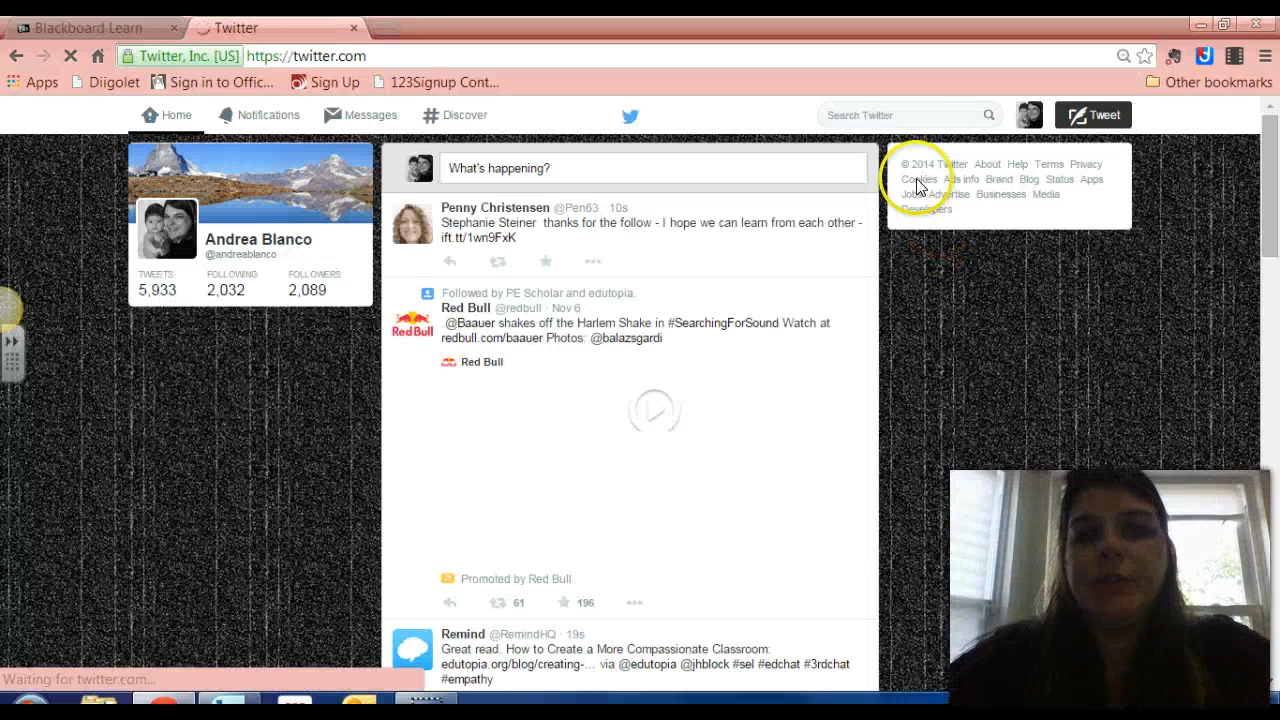 Blackboard Learn
Twitter
Twitter, Inc. [US] https://twitter.com
Apps Diigolet Sign in to Offic... Sign Up 123Signup Cont... Other bookmarks
Home Notifications Messages # Discover Search Twitter Tweet
What's happening?
© 2014 Twitter About Help Terms Privacy
Cookies Ads info Brand Blog Status Apps
Jobs Advertise Businesses Media
Developers
Andrea Blanco
@andreablanco
TWEETS FOLLOWING FOLLOWERS
5,933 2,032 2,089
Penny Christensen @Pen63 · 10s
Stephanie Steiner thanks for the follow - I hope we can learn from each other -
ift.tt/1wn9FxK
Followed by PE Scholar and edutopia.
Red Bull @redbull · Nov 6
.@Baauer shakes off the Harlem Shake in #SearchingForSound Watch at
redbull.com/baauer Photos: @balazsgardi
Red Bull
Red Bull
Promoted by Red Bull
61 196
Remind @RemindHQ · 19s
Great read. How to Create a More Compassionate Classroom:
edutopia.org/blog/creating-... via @edutopia @jhblock #sel #edchat #3rdchat
#empathy
Waiting for twitter.com...